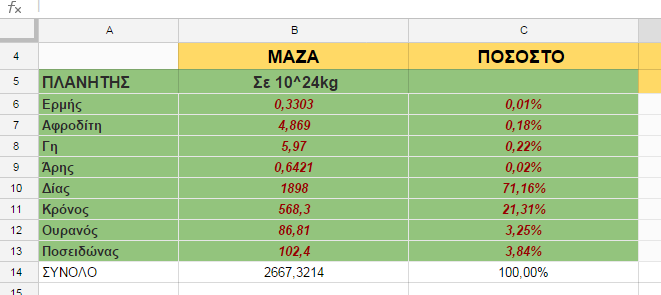 fx
A B C
4 ΜΑΖΑ ΠΟΣΟΣΤΟ
5 ΠΛΑΝΗΤΗΣ Σε 10^24kg
6 Ερμής 0,3303 0,01%
7 Αφροδίτη 4,869 0,18%
8 Γη 5,97 0,22%
9 Άρης 0,6421 0,02%
10 Δίας 1898 71,16%
11 Κρόνος 568,3 21,31%
12 Ουρανός 86,81 3,25%
13 Ποσειδώνας 102,4 3,84%
14 ΣΥΝΟΛΟ 2667,3214 100,00%
15